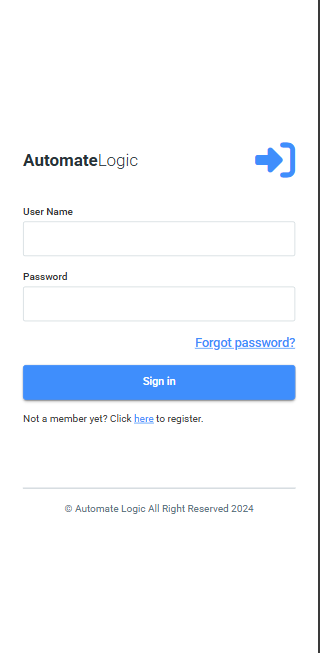 AutomateLogic
User Name
Password
Forgot password?
Sign in
Not a member yet? Click here to register.
© Automate Logic All Right Reserved 2024